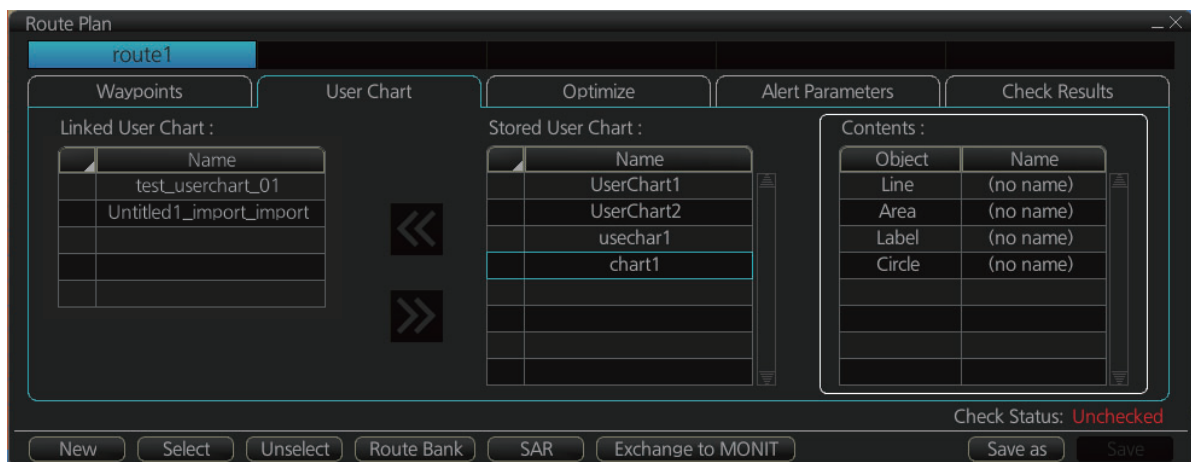 Route Plan
route1
Waypoints User Chart Optimize Alert Parameters Check Results
Linked User Chart : Stored User Chart : Contents :
Name Name Object Name
test_userchart_01 UserChart1 Line (no name)
Untitled1_import_import UserChart2 Area (no name)
usechar1 Label (no name)
chart1 Circle (no name)
Check Status: Unchecked
New Select Unselect Route Bank SAR Exchange to MONIT Save as Save